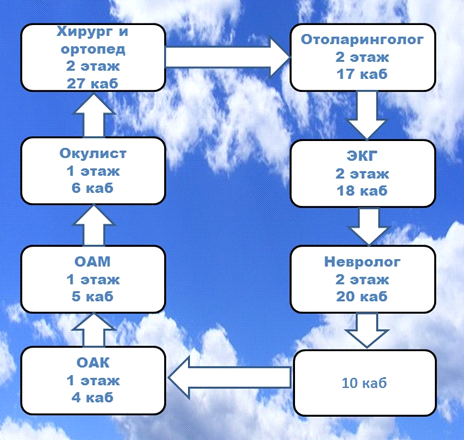 Хирург и
ортопед
2 этаж
27 каб
Отоларинголог
2 этаж
17 каб
Окулист
1 этаж
6 каб
ЭКГ
2 этаж
18 каб
ОАМ
1 этаж
5 каб
Невролог
2 этаж
20 каб
ОАК
1 этаж
4 каб
10 каб